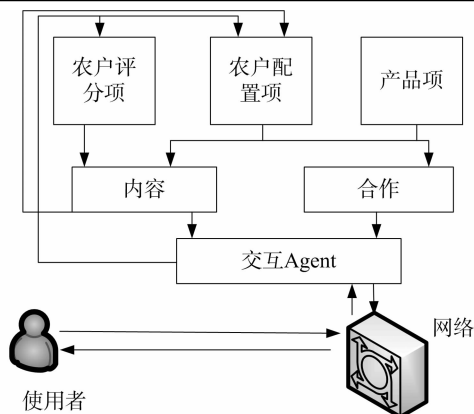 农户评
分项
农户配
置项
产品项
内容
合作
交互Agent
网络
使用者